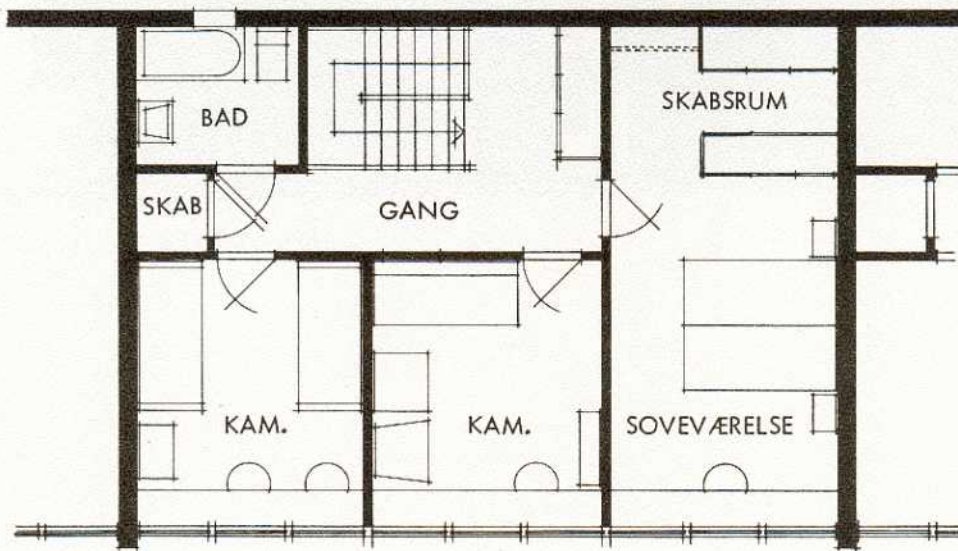 SKABSRUM
BAD
SKAB
GANG
KAM.
KAM.
SOVEVÆRELSE